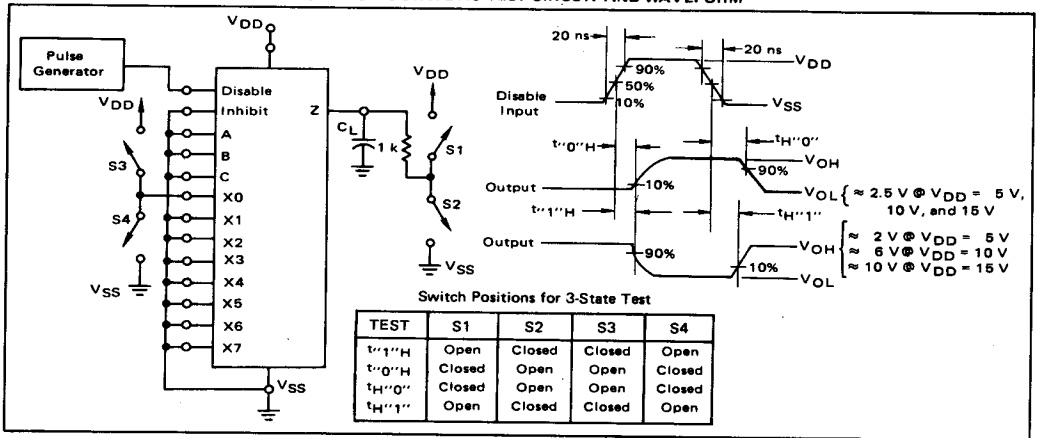 Pulse
Generator
VDD
VDD
Disable
Inhibit
A
B
C
X0
X1
X2
X3
X4
X5
X6
X7
Z
S3
S4
VSS
VSS
CL
1 k
VDD
S1
S2
VSS
20 ns
20 ns
90%
50%
10%
VDD
VSS
Disable
Input
t"0"H
tH"0"
Output
10%
90%
VOH
VOL { ≈ 2.5 V @ VDD = 5 V,
10 V, and 15 V
t"1"H
tH"1"
Output
90%
10%
VOH
VOL
≈ 2 V @ VDD = 5 V
≈ 6 V @ VDD = 10 V
≈ 10 V @ VDD = 15 V
Switch Positions for 3-State Test
TEST S1 S2 S3 S4
t"1"H Open Closed Closed Open
t"0"H Closed Open Open Closed
tH"0" Closed Open Open Closed
tH"1" Open Closed Closed Open